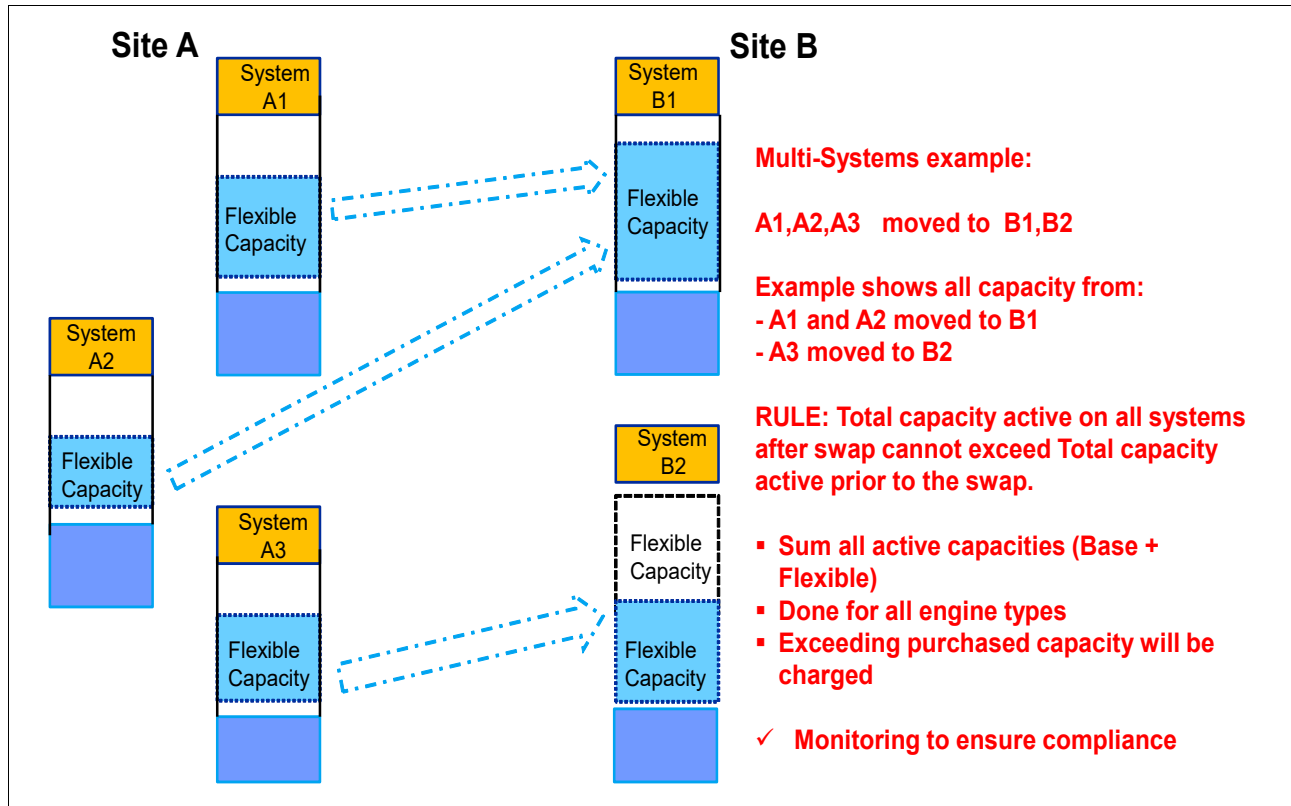 Site A
System
A1
Flexible
Capacity
System
A2
Flexible
Capacity
System
A3
Flexible
Capacity
Site B
System
B1
Flexible
Capacity
System
B2
Flexible
Capacity
Flexible
Capacity
Multi-Systems example:
A1,A2,A3 moved to B1,B2
Example shows all capacity from:
- A1 and A2 moved to B1
- A3 moved to B2
RULE: Total capacity active on all systems
after swap cannot exceed Total capacity
active prior to the swap.
▪ Sum all active capacities (Base +
Flexible)
▪ Done for all engine types
▪ Exceeding purchased capacity will be
charged
✓ Monitoring to ensure compliance